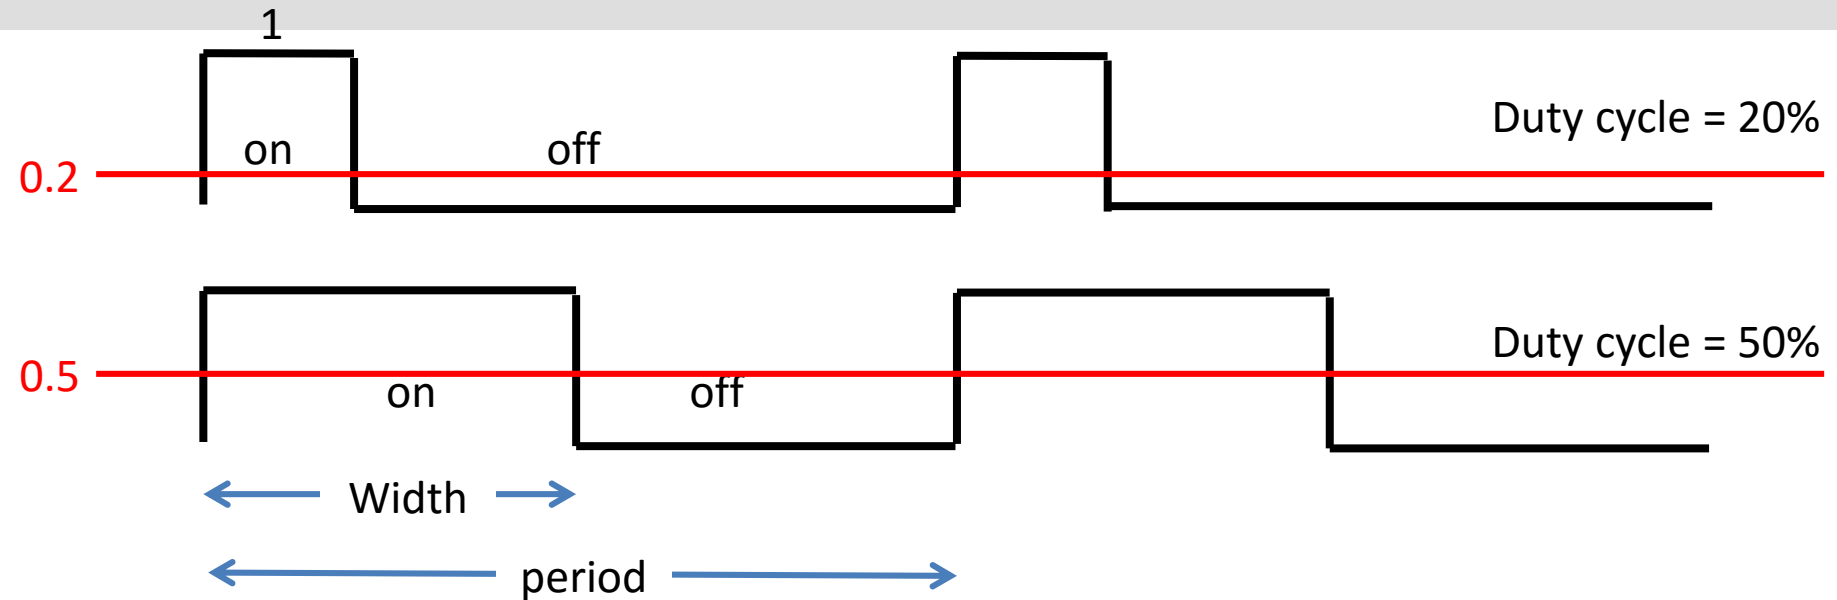 1
on
off
Duty cycle = 20%
0.2
Duty cycle = 50%
0.5
on
off
Width
period